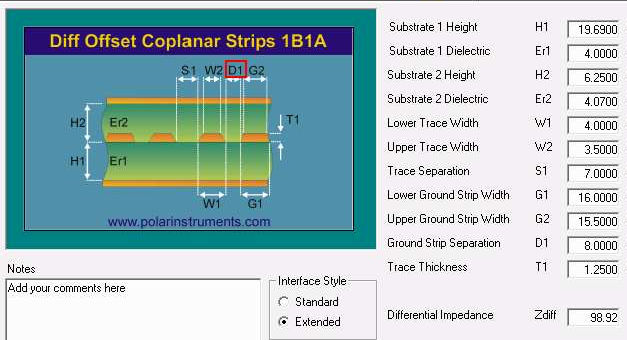 Diff Offset Coplanar Strips 1B1A
S1 W2 D1 G2
H2 Er2 T1
H1 Er1
W1 G1
www.polarinstruments.com
Substrate 1 Height H1 19.6900
Substrate 1 Dielectric Er1 4.0000
Substrate 2 Height H2 6.2500
Substrate 2 Dielectric Er2 4.0700
Lower Trace Width W1 4.0000
Upper Trace Width W2 3.5000
Trace Separation S1 7.0000
Lower Ground Strip Width G1 16.0000
Upper Ground Strip Width G2 15.5000
Ground Strip Separation D1 8.0000
Trace Thickness T1 1.2500
Notes
Add your comments here
Interface Style
Standard
Extended
Differential Impedance Zdiff 98.92